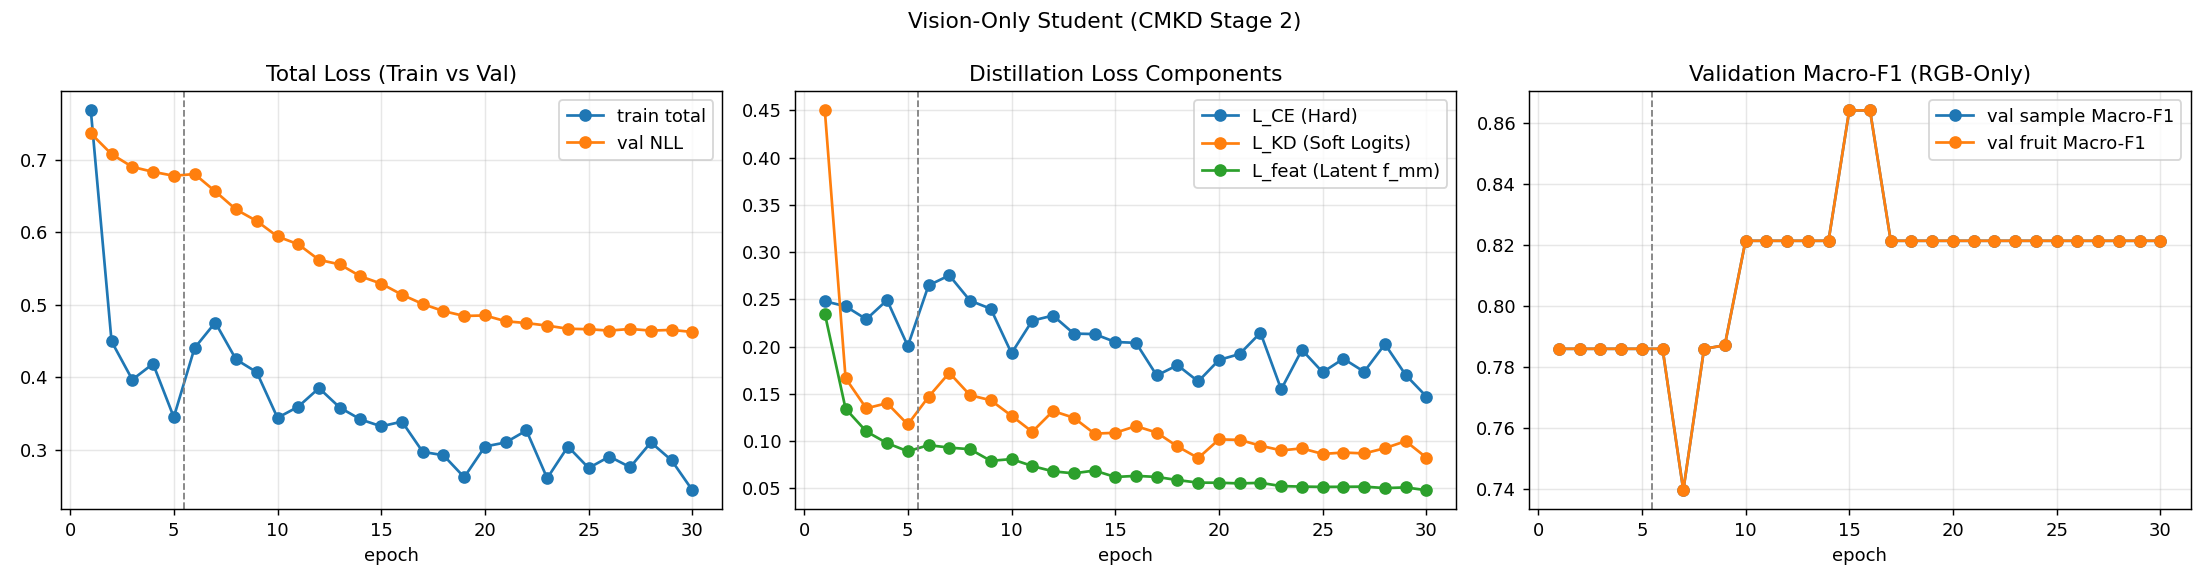 Vision-Only Student (CMKD Stage 2)
Total Loss (Train vs Val)
train total
val NLL
0.7
0.6
0.5
0.4
0.3
0 5 10 15 20 25 30
epoch
Distillation Loss Components
L_CE (Hard)
L_KD (Soft Logits)
L_feat (Latent f_mm)
0.45
0.40
0.35
0.30
0.25
0.20
0.15
0.10
0.05
0 5 10 15 20 25 30
epoch
Validation Macro-F1 (RGB-Only)
val sample Macro-F1
val fruit Macro-F1
0.86
0.84
0.82
0.80
0.78
0.76
0.74
0 5 10 15 20 25 30
epoch